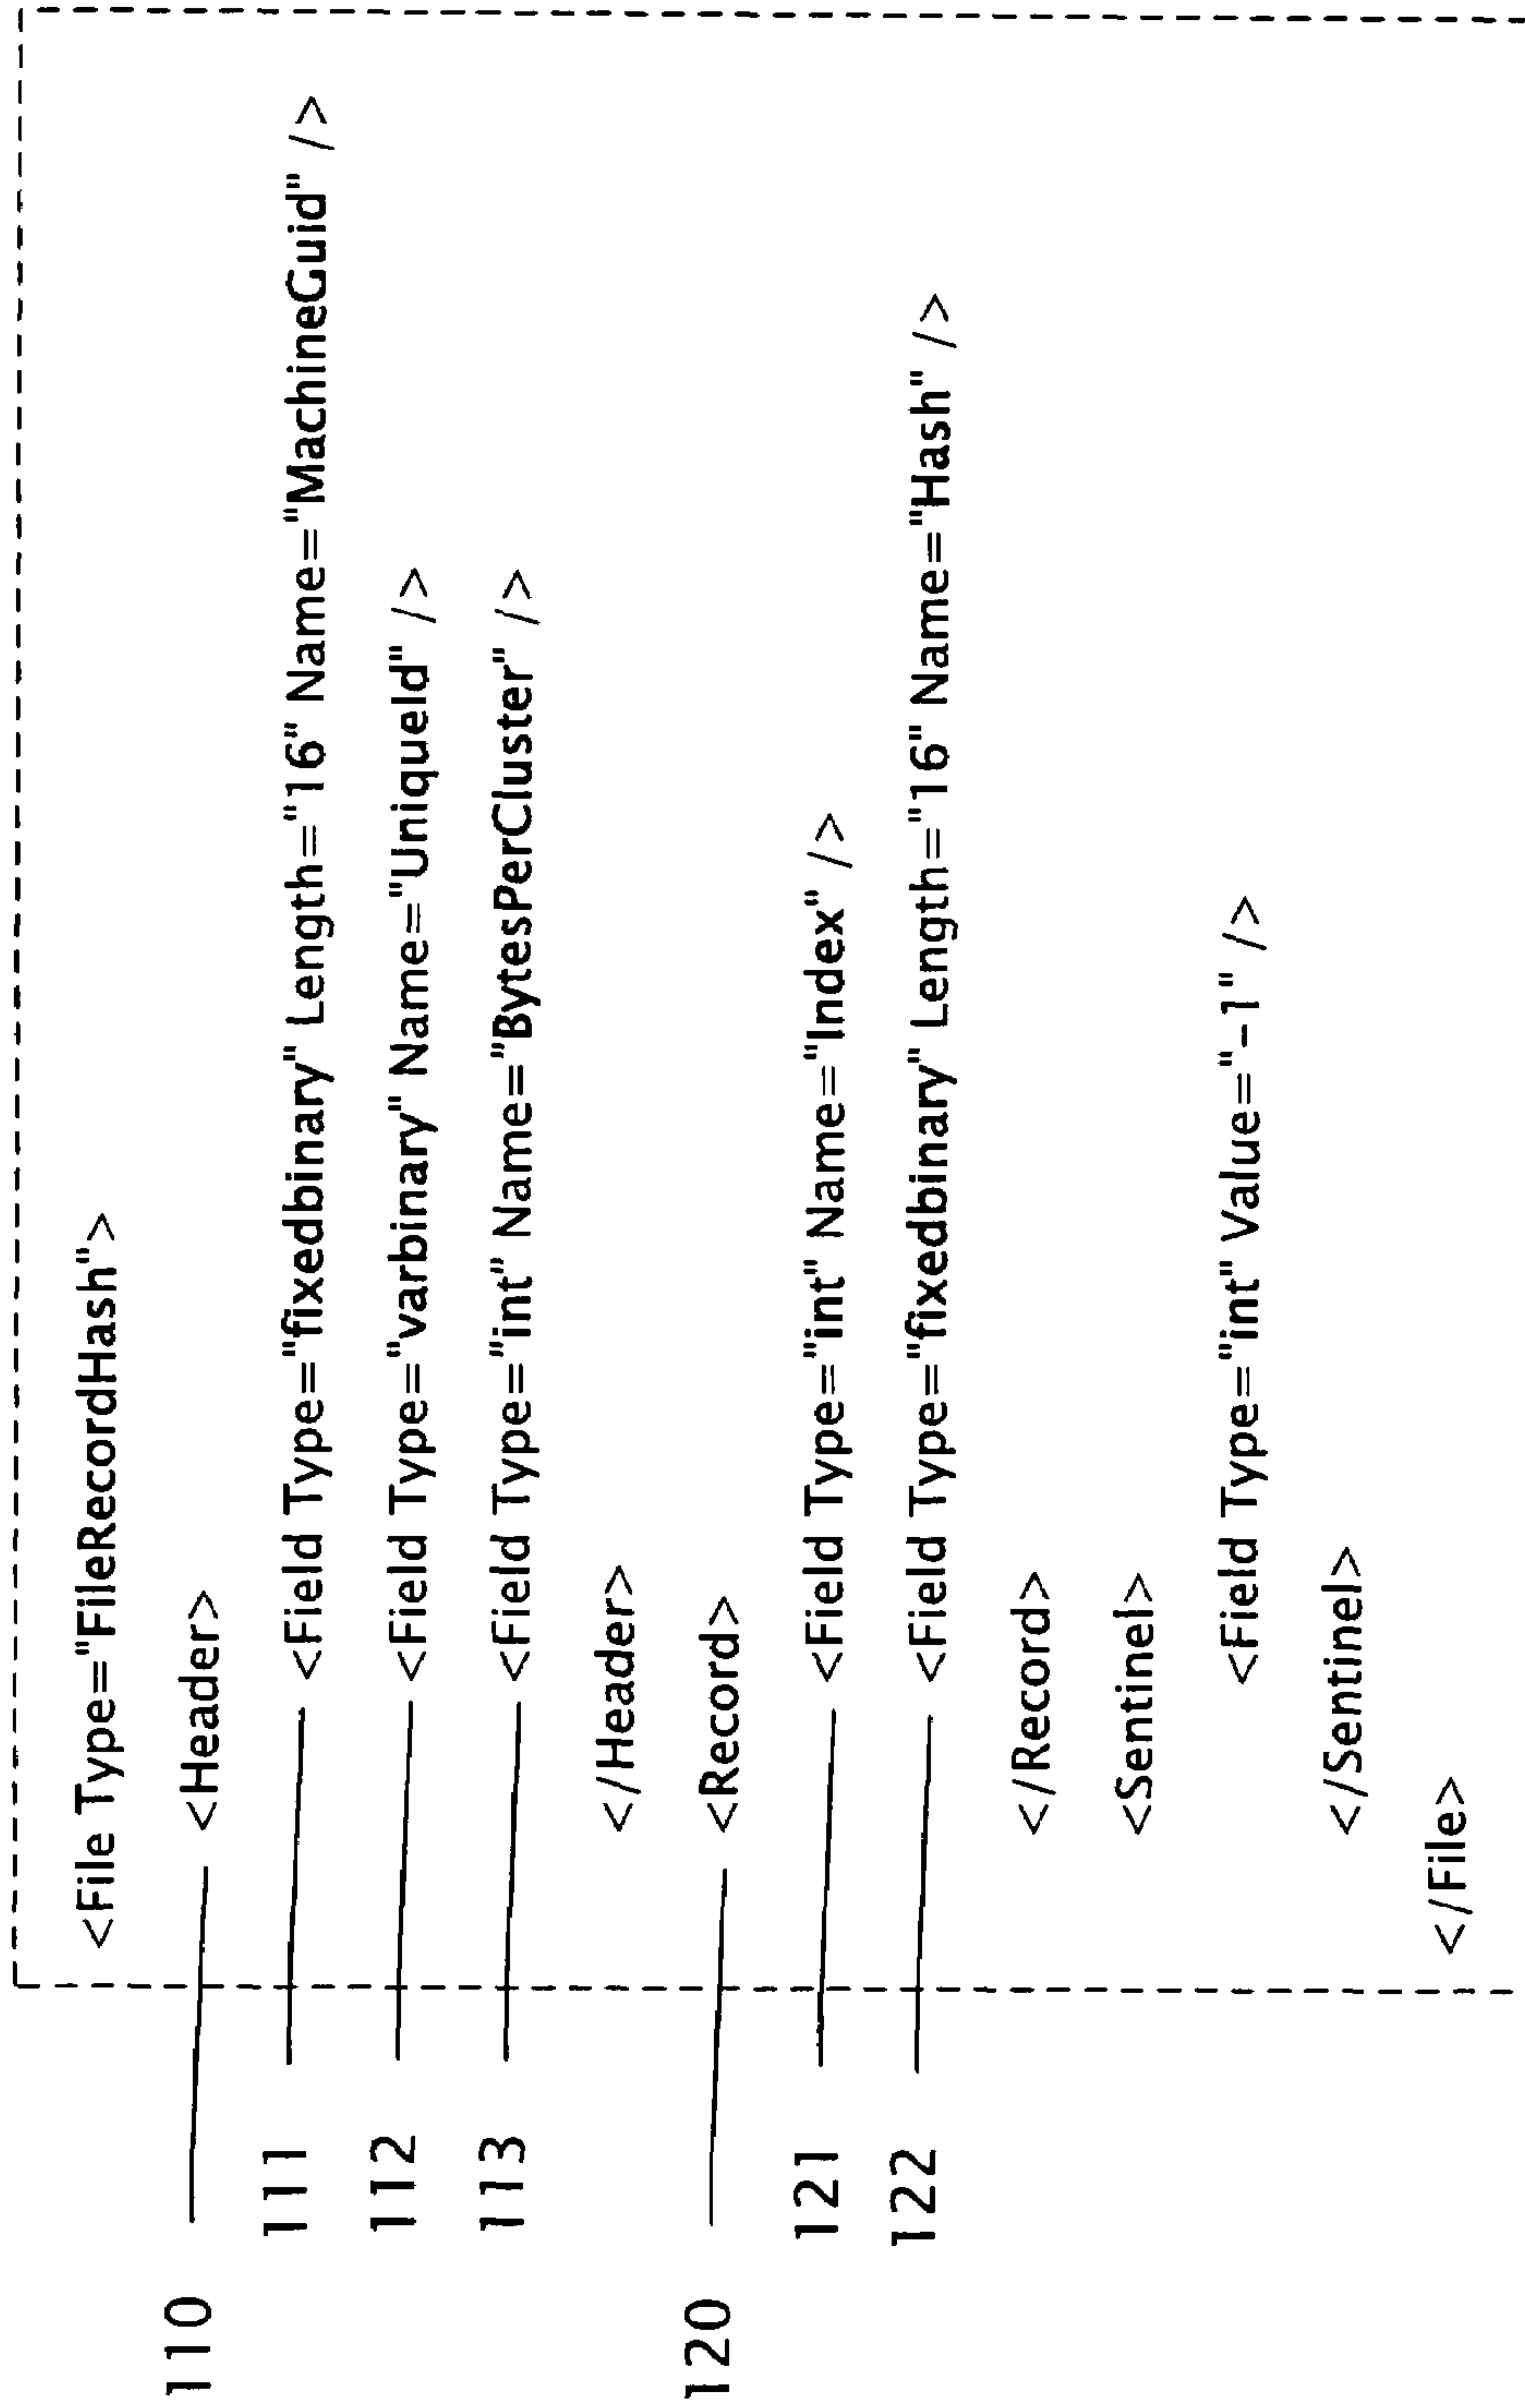 <File Type="FileRecordHash">
110 <Header>
111 <Field Type="fixedbinary" Length="16" Name="MachineGuid" />
112 <Field Type="varbinary" Name="UniqueId" />
113 <Field Type="int" Name="BytesPerCluster" />
</Header>
120 <Record>
121 <Field Type="int" Name="Index" />
122 <Field Type="fixedbinary" Length="16" Name="Hash" />
</Record>
<Sentinel>
<Field Type="int" Value="-1" />
</Sentinel>
</File>